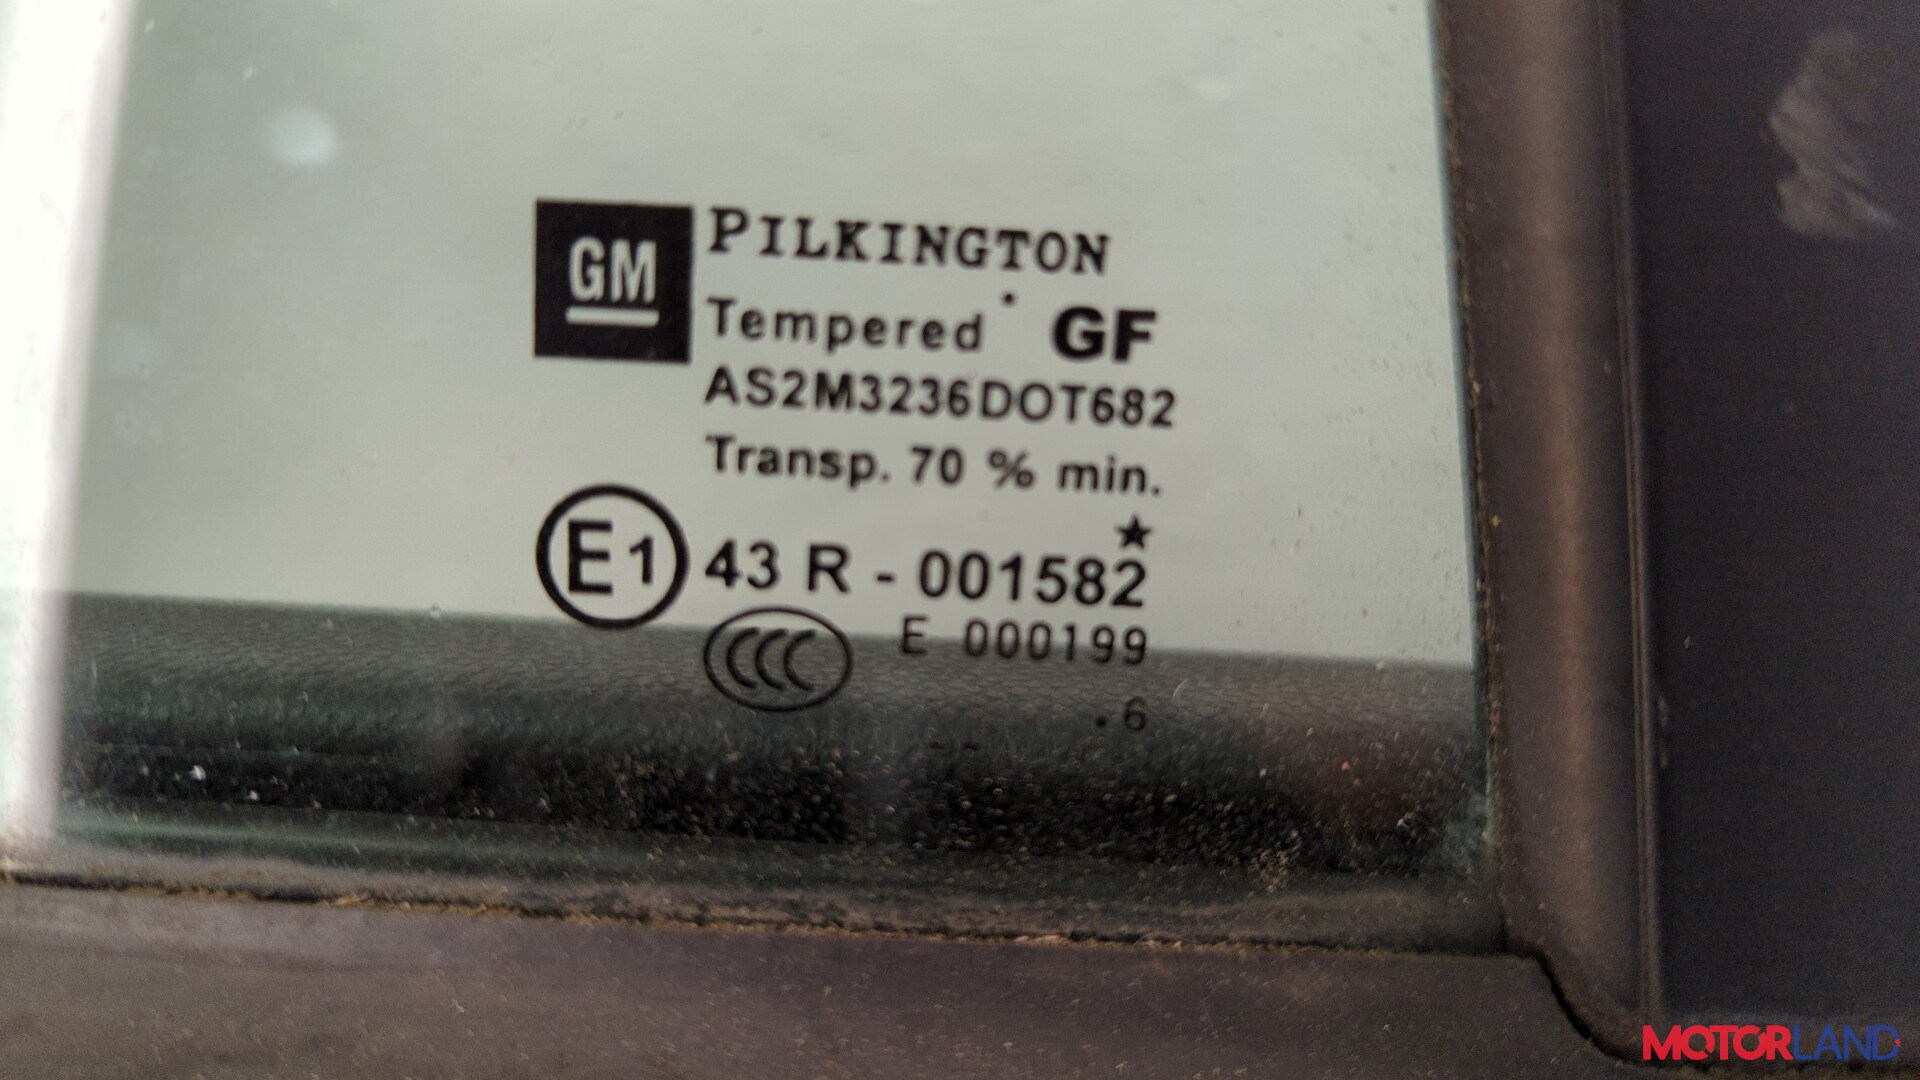 GM
PILKINGTON
Tempered GF
AS2M3236DOT682
Transp. 70 % min.
E1 43 R - 001582
CCC E 000199
. 6
MOTORLAND